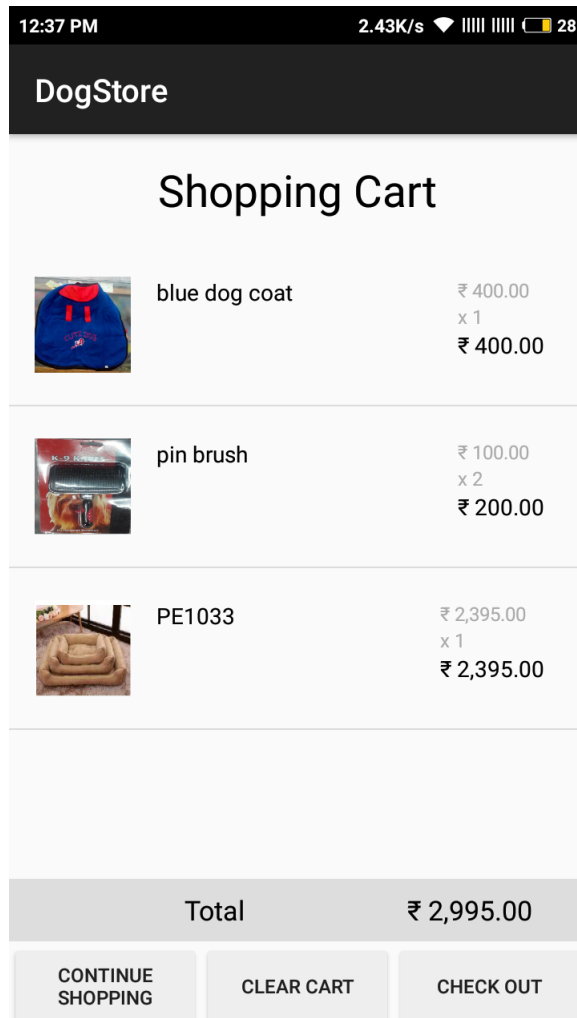 12:37 PM 2.43K/s 28
DogStore
Shopping Cart
blue dog coat
₹ 400.00
x 1
₹ 400.00
K-9
pin brush
₹ 100.00
x 2
₹ 200.00
PE1033
₹ 2,395.00
x 1
₹ 2,395.00
Total ₹ 2,995.00
CONTINUE
SHOPPING
CLEAR CART
CHECK OUT